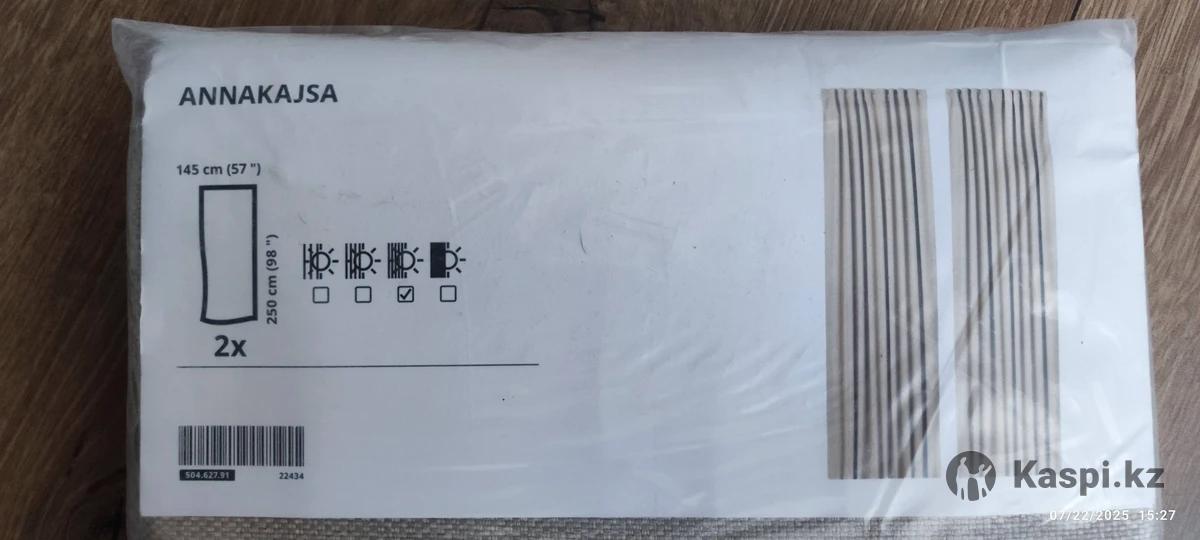 ANNAKAJSA
145 cm (57 ")
250 cm (98 ")
2x
504.627.91
22434
Kaspi.kz
07/22/2025 15:27